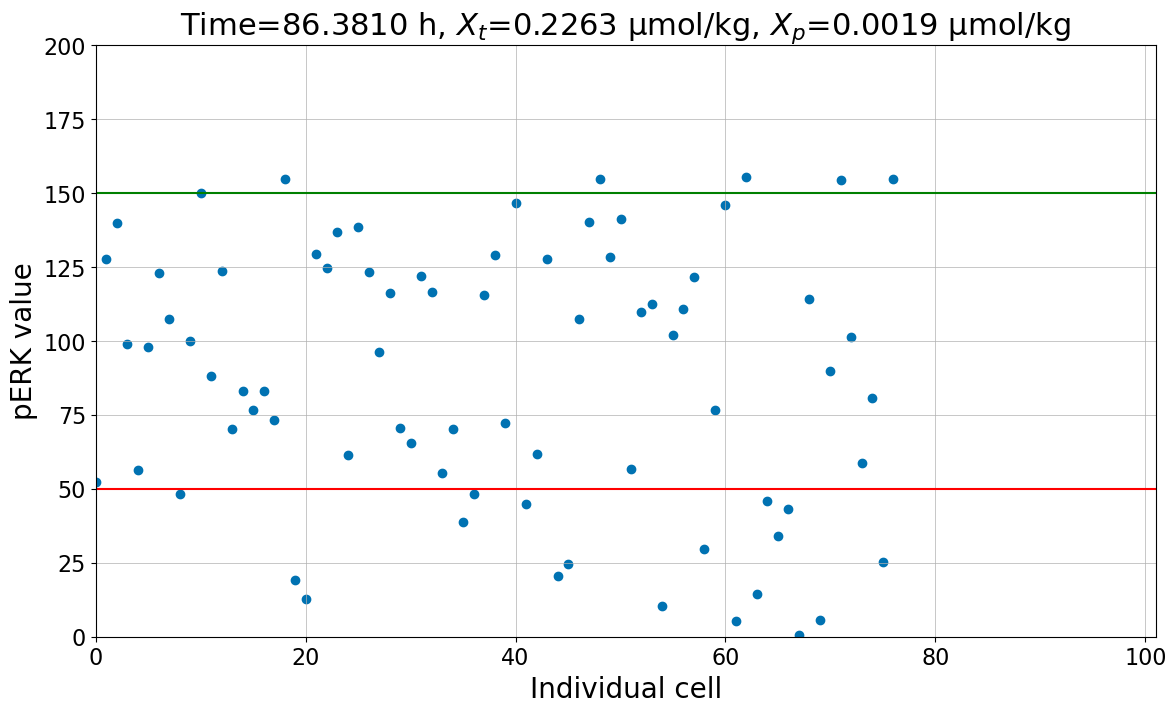 Time=86.3810 h, $X_t$=0.2263 μmol/kg, $X_p$=0.0019 μmol/kg
200
175
150
125
100
75
50
25
0
pERK value
0 20 40 60 80 100
Individual cell